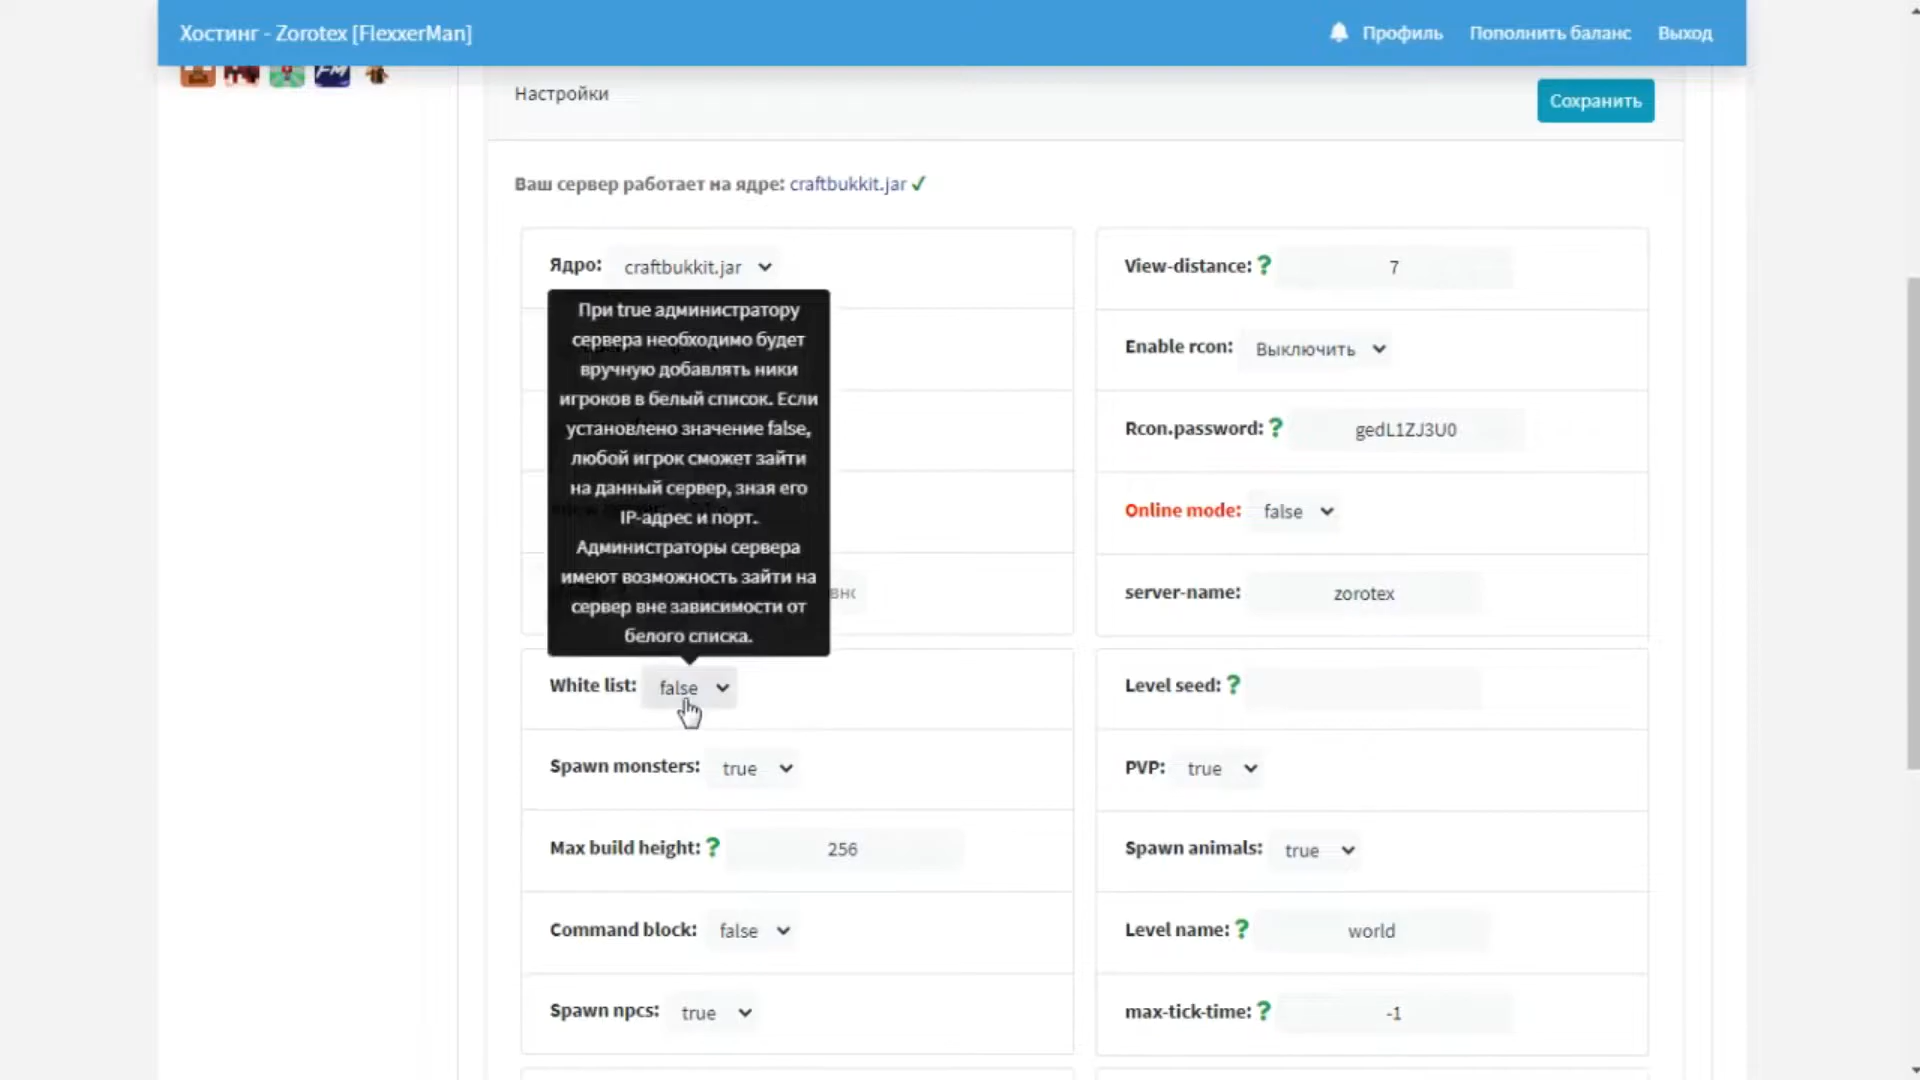 Хостинг - Zorotex [FlexxerMan]
Профиль
Пополнить баланс
Выход
FM
Настройки
Сохранить
Ваш сервер работает на ядре: craftbukkit.jar ✓
Ядро: craftbukkit.jar
View-distance: ? 7
При true администратору
сервера необходимо будет
вручную добавлять ники
игроков в белый список. Если
установлено значение false,
любой игрок сможет зайти
на данный сервер, зная его
IP-адрес и порт.
Администраторы сервера
имеют возможность зайти на
сервер вне зависимости от
белого списка.
Enable rcon: Выключить
Rcon.password: ? gedL1ZJ3U0
Online mode: false
server-name: zorotex
White list: false
Level seed: ?
Spawn monsters: true
PVP: true
Max build height: ? 256
Spawn animals: true
Command block: false
Level name: ? world
Spawn npcs: true
max-tick-time: ? -1